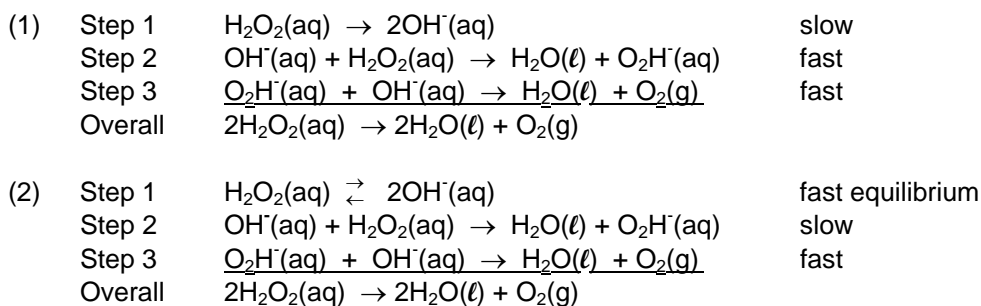 (1) Step 1 H₂O₂(aq) → 2OH⁻(aq) slow
Step 2 OH⁻(aq) + H₂O₂(aq) → H₂O(ℓ) + O₂H⁻(aq) fast
Step 3 O₂H⁻(aq) + OH⁻(aq) → H₂O(ℓ) + O₂(g) fast
Overall 2H₂O₂(aq) → 2H₂O(ℓ) + O₂(g)
(2) Step 1 H₂O₂(aq) ⇄ 2OH⁻(aq) fast equilibrium
Step 2 OH⁻(aq) + H₂O₂(aq) → H₂O(ℓ) + O₂H⁻(aq) slow
Step 3 O₂H⁻(aq) + OH⁻(aq) → H₂O(ℓ) + O₂(g) fast
Overall 2H₂O₂(aq) → 2H₂O(ℓ) + O₂(g)